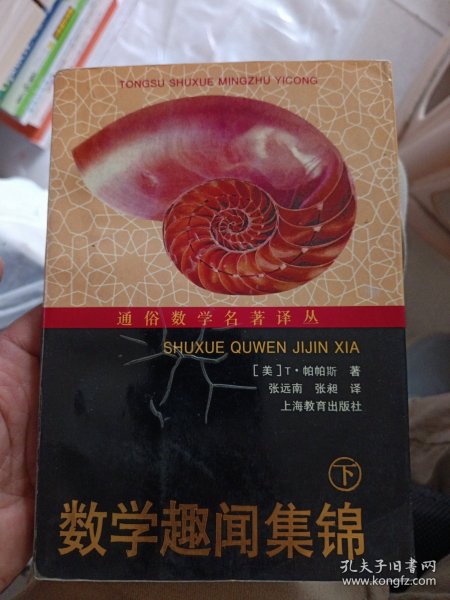 TONGSU SHUXUE MINGZHU YICONG
通俗数学名著译丛
SHUXUE QUWEN JIJIN XIA
［美］T·帕帕斯 著
张远南 张昶 译
上海教育出版社
下
数学趣闻集锦
孔夫子旧书网
www.kongfz.com